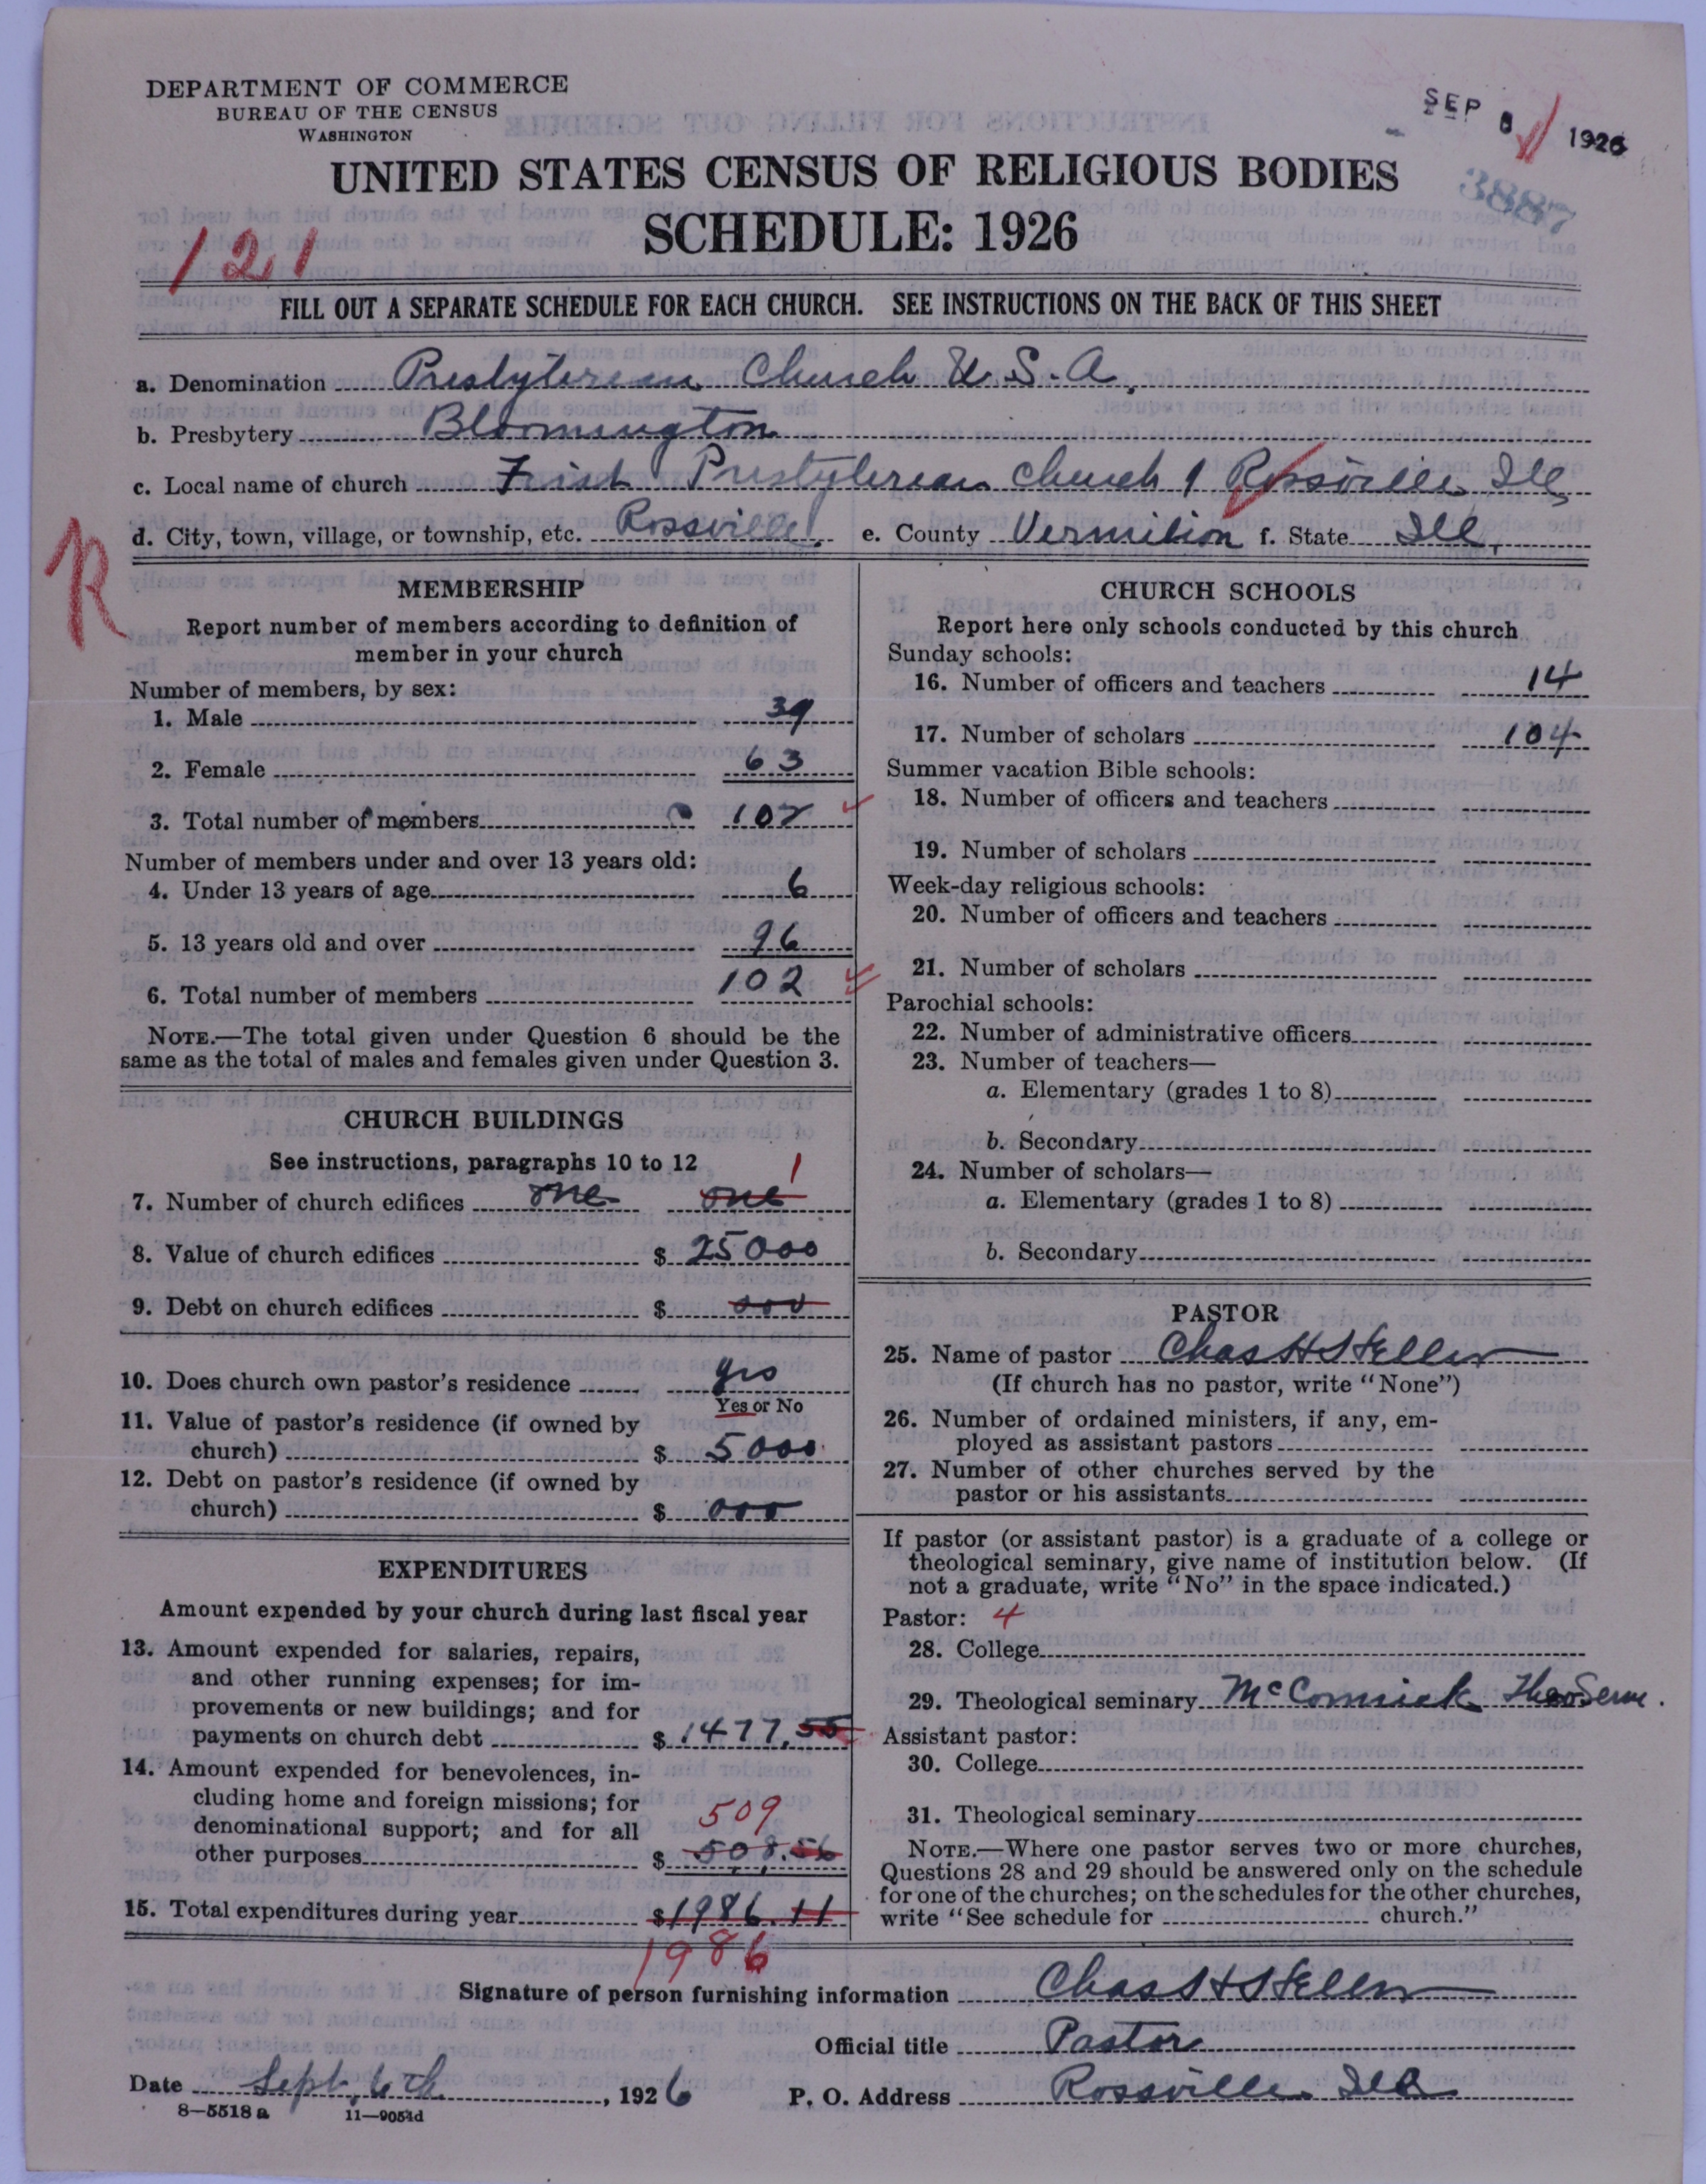 DEPARTMENT OF COMMERCE
BUREAU OF THE CENSUS
WASHINGTON
SEP 8 1926
UNITED STATES CENSUS OF RELIGIOUS BODIES
3887
SCHEDULE: 1926
121
FILL OUT A SEPARATE SCHEDULE FOR EACH CHURCH. SEE INSTRUCTIONS ON THE BACK OF THIS SHEET
a. Denomination Presbyterian Church U.S.A,
b. Presbytery Bloomington
c. Local name of church First Presbyterian Church / Rossville Ill
d. City, town, village, or township, etc. Rossville e. County Vermilion f. State Ill.
R
MEMBERSHIP
Report number of members according to definition of
member in your church
Number of members, by sex:
1. Male 39
2. Female 63
3. Total number of members 102
Number of members under and over 13 years old:
4. Under 13 years of age 6
5. 13 years old and over 96
6. Total number of members 102
NOTE.—The total given under Question 6 should be the
same as the total of males and females given under Question 3.
CHURCH BUILDINGS
See instructions, paragraphs 10 to 12
1
7. Number of church edifices one one
8. Value of church edifices $ 25000
9. Debt on church edifices $ 000
10. Does church own pastor's residence yes
Yes or No
11. Value of pastor's residence (if owned by
church) $ 5000
12. Debt on pastor's residence (if owned by
church) $ 000
EXPENDITURES
Amount expended by your church during last fiscal year
13. Amount expended for salaries, repairs,
and other running expenses; for im-
provements or new buildings; and for
payments on church debt $ 1477,55
14. Amount expended for benevolences, in-
cluding home and foreign missions; for
509
denominational support; and for all
other purposes $ 508.56
15. Total expenditures during year $1986.11
1986
CHURCH SCHOOLS
Report here only schools conducted by this church
Sunday schools:
16. Number of officers and teachers 14
17. Number of scholars 104
Summer vacation Bible schools:
18. Number of officers and teachers
19. Number of scholars
Week-day religious schools:
20. Number of officers and teachers
21. Number of scholars
Parochial schools:
22. Number of administrative officers
23. Number of teachers—
a. Elementary (grades 1 to 8)
b. Secondary
24. Number of scholars—
a. Elementary (grades 1 to 8)
b. Secondary
PASTOR
25. Name of pastor Chas H Steller
(If church has no pastor, write "None")
26. Number of ordained ministers, if any, em-
ployed as assistant pastors
27. Number of other churches served by the
pastor or his assistants
If pastor (or assistant pastor) is a graduate of a college or
theological seminary, give name of institution below. (If
not a graduate, write "No" in the space indicated.)
Pastor: 4
28. College
29. Theological seminary McCormick Theo Sem.
Assistant pastor:
30. College
31. Theological seminary
NOTE.—Where one pastor serves two or more churches,
Questions 28 and 29 should be answered only on the schedule
for one of the churches; on the schedules for the other churches,
write "See schedule for church."
Signature of person furnishing information Chas H Steller
Official title Pastor
Date Sept. 6th, 1926 P. O. Address Rossville Ill
8—5518 a 11—9054d